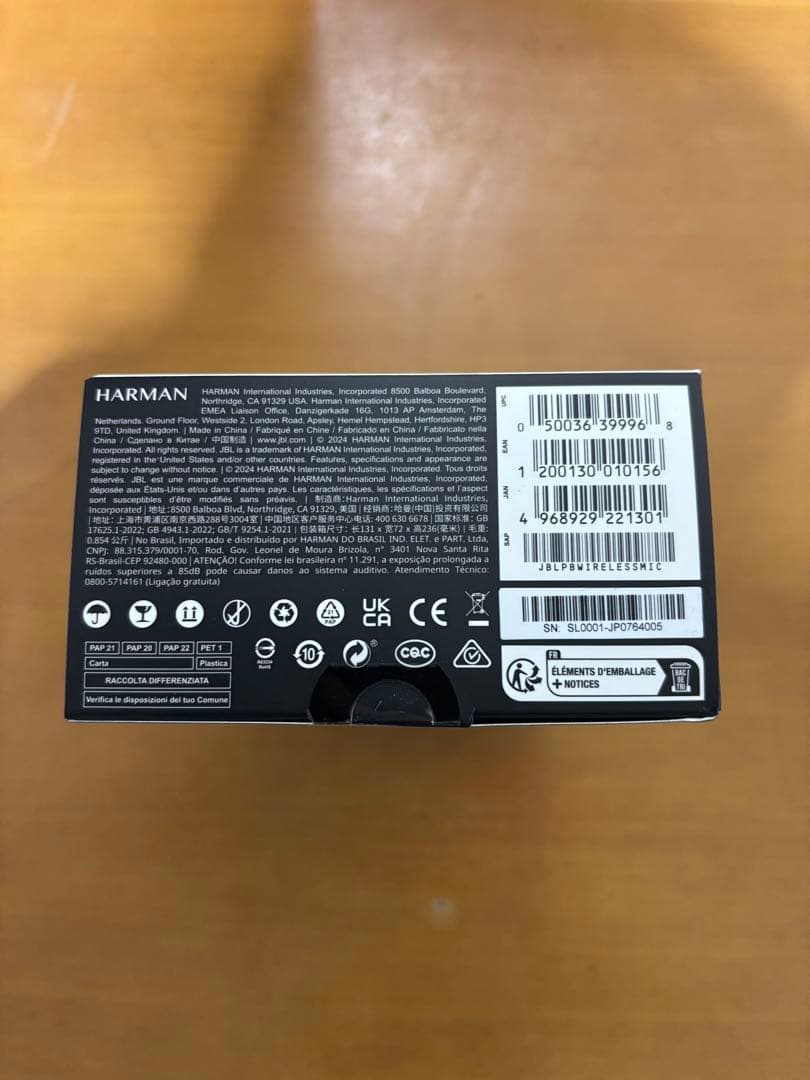 HARMAN
HARMAN International Industries, Incorporated 8500 Balboa Boulevard,
Northridge, CA 91329 USA. Harman International Industries, Incorporated
EMEA Liaison Office, Danzigerkade 16G, 1013 AP Amsterdam, The
Netherlands. Ground Floor, Westside 2, London Road, Apsley, Hemel Hempstead, Hertfordshire, HP3
9TD, United Kingdom. | Made in China / Fabriqué en Chine / Fabricado en China / Fabbricato nella
China / Сделано в Китае / 中国制造 | www.jbl.com | © 2024 HARMAN International Industries,
Incorporated. All rights reserved. JBL is a trademark of HARMAN International Industries, Incorporated,
registered in the United States and/or other countries. Features, specifications and appearance are
subject to change without notice. | © 2024 HARMAN International Industries, Incorporated. Tous droits
réservés. JBL est une marque commerciale de HARMAN International Industries, Incorporated,
déposée aux États-Unis et/ou dans d'autres pays. Les caractéristiques, les spécifications et l'aspect
sont susceptibles d'être modifiés sans préavis. | 制造商: Harman International Industries,
Incorporated | 地址: 8500 Balboa Blvd, Northridge, CA 91329, 美国 | 经销商: 哈曼(中国)投资有限公司
| 地址: 上海市黄浦区南京西路288号3004室 | 中国地区客户服务中心电话: 400 630 6678 | 国家标准: GB
17625.1-2022; GB 4943.1-2022; GB/T 9254.1-2021 | 包装箱尺寸: 长131 x 宽72 x 高236(毫米) | 毛重:
0.854 公斤 | No Brasil, Importado e distribuído por HARMAN DO BRASIL IND. ELET. e PART. Ltda,
CNPJ: 88.315.379/0001-70, Rod. Gov. Leonel de Moura Brizola, n° 3401 Nova Santa Rita
RS-Brasil-CEP 92480-000 | ATENÇÃO! Conforme lei brasileira n° 11.291, a exposição prolongada a
ruídos superiores a 85dB pode causar danos ao sistema auditivo. Atendimento Técnico:
0800-5714161 (Ligação gratuita)
UPC
0 50036 39996 8
EAN
1 200130 010156
JAN
4 968929 221301
SAP
JBLPBWIRELESSMIC
SN: SL0001-JP0764005
21
PAP
UK
CA
CE
PAP 21 PAP 20 PAP 22 PET 1
Carta Plastica
RACCOLTA DIFFERENZIATA
Verifica le disposizioni del tuo Comune
RoHS
10
®
CQC
FR
ÉLÉMENTS D'EMBALLAGE
+ NOTICES
BAC
DE
TRI